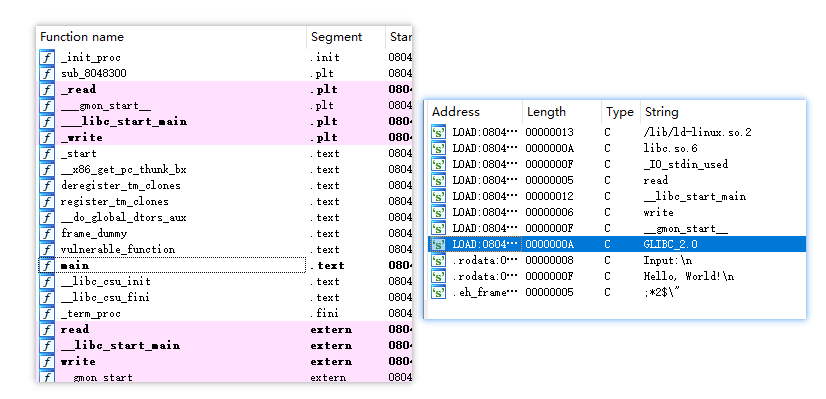 Function name Segment Star
f _init_proc .init 0804
f sub_8048300 .plt 0804
f _read .plt 0804
f ___gmon_start__ .plt 0804
f ___libc_start_main .plt 0804
f _write .plt 0804
f _start .text 0804
f __x86_get_pc_thunk_bx .text 0804
f deregister_tm_clones .text 0804
f register_tm_clones .text 0804
f __do_global_dtors_aux .text 0804
f frame_dummy .text 0804
f vulnerable_function .text 0804
f main .text 0804
f __libc_csu_init .text 0804
f __libc_csu_fini .text 0804
f _term_proc .fini 0804
f read extern 0804
f __libc_start_main extern 0804
f write extern 0804
f __gmon_start__ extern 0804
Address Length Type String
's' LOAD:0804… 00000013 C /lib/ld-linux.so.2
's' LOAD:0804… 0000000A C libc.so.6
's' LOAD:0804… 0000000F C _IO_stdin_used
's' LOAD:0804… 00000005 C read
's' LOAD:0804… 00000012 C __libc_start_main
's' LOAD:0804… 00000006 C write
's' LOAD:0804… 0000000F C __gmon_start__
's' LOAD:0804… 0000000A C GLIBC_2.0
's' .rodata:0… 00000008 C Input:\n
's' .rodata:0… 0000000F C Hello, World!\n
's' .eh_frame… 00000005 C ;*2$\"